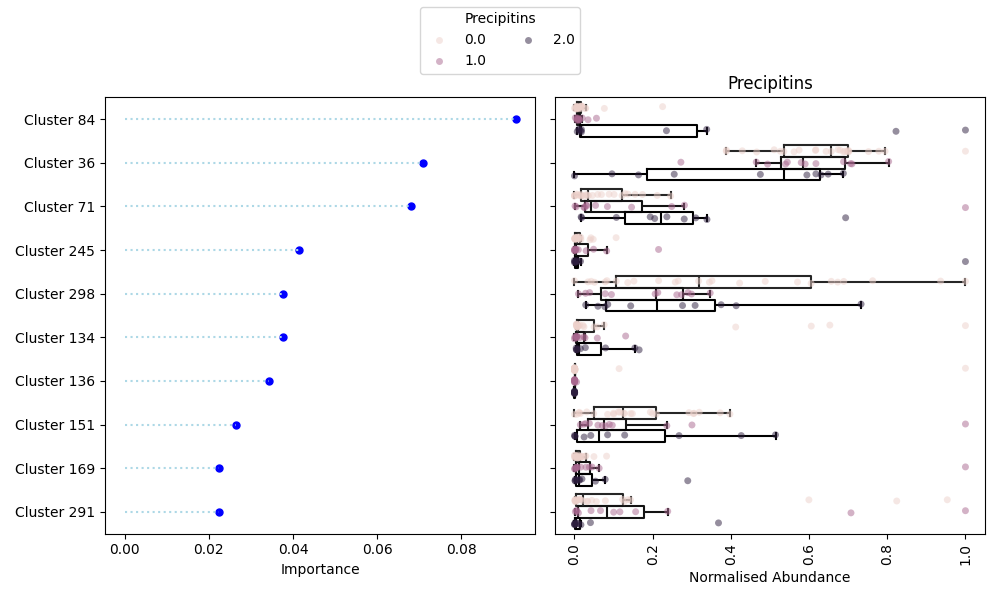 Precipitins
0.0 2.0
1.0
Precipitins
Cluster 84
Cluster 36
Cluster 71
Cluster 245
Cluster 298
Cluster 134
Cluster 136
Cluster 151
Cluster 169
Cluster 291
0.00 0.02 0.04 0.06 0.08
Importance
0.0 0.2 0.4 0.6 0.8 1.0
Normalised Abundance